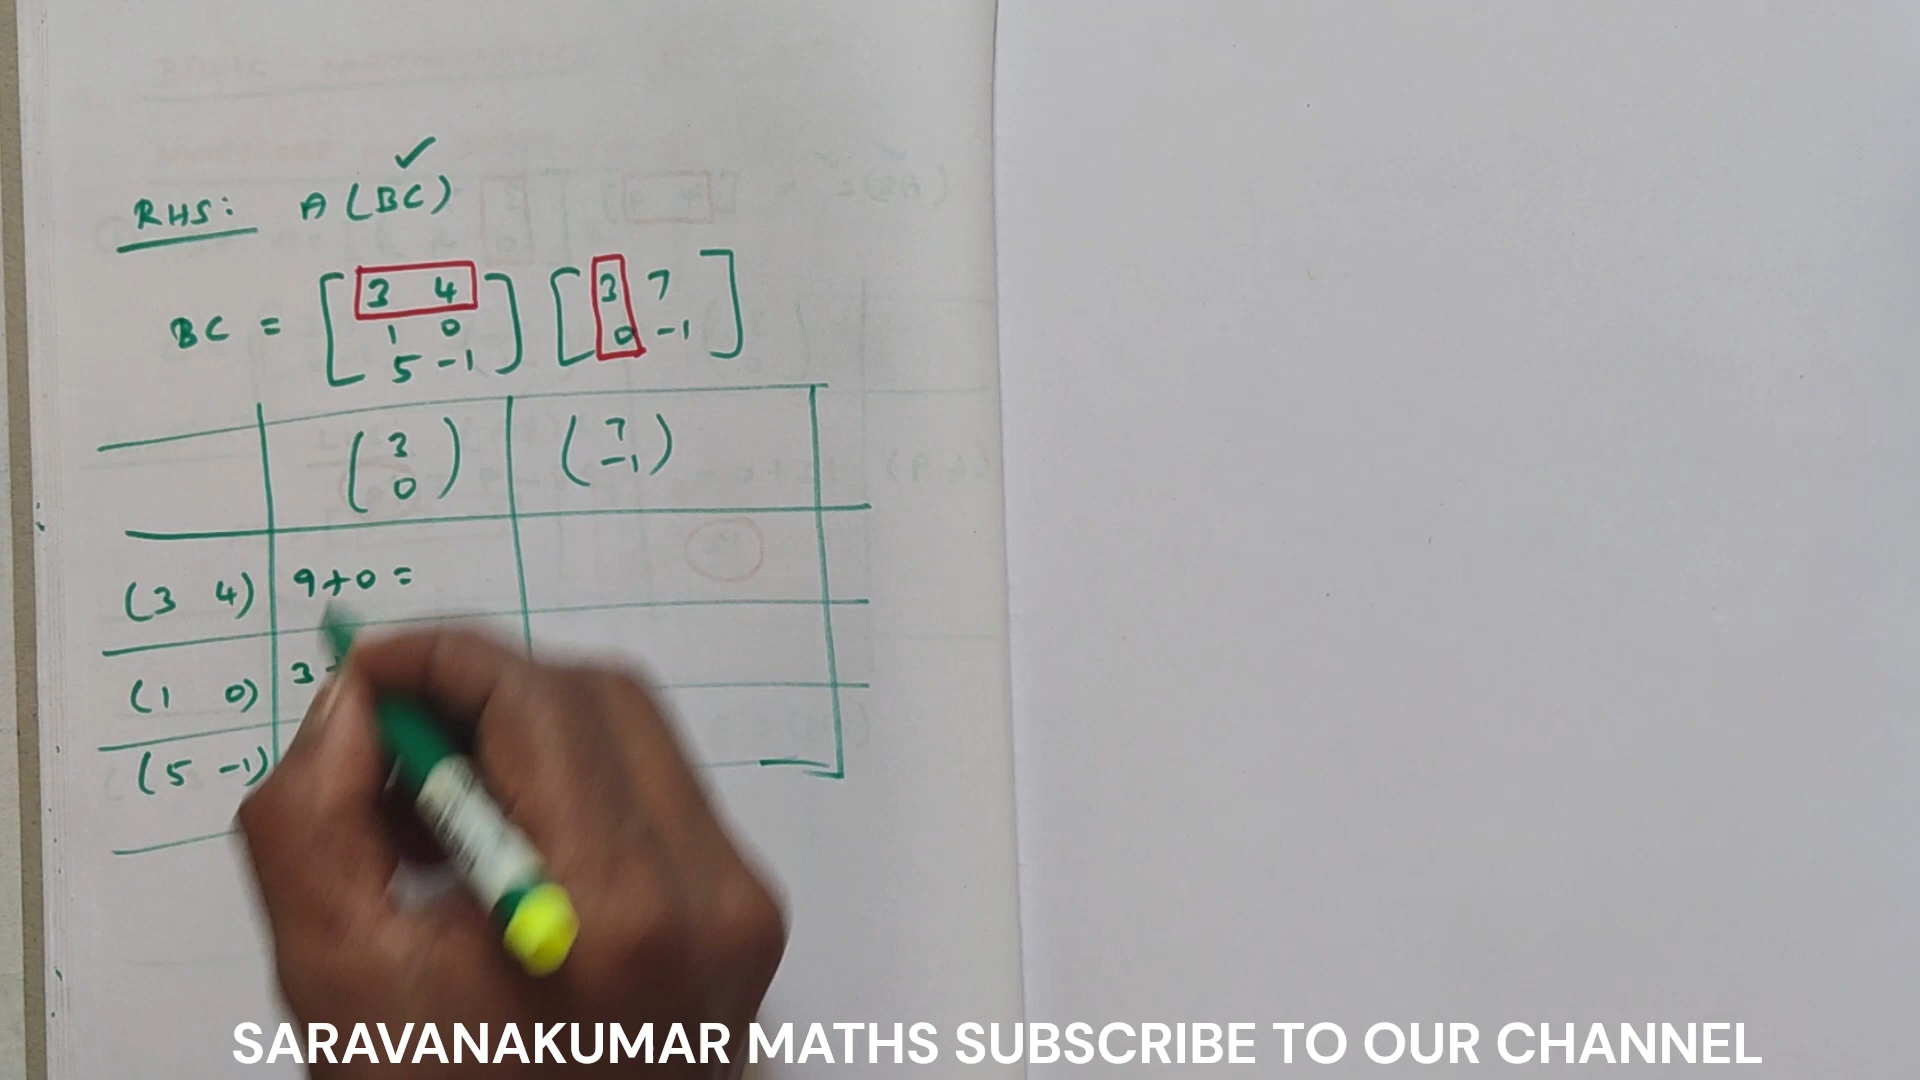 ✓
RHS: A (BC)
BC = [ 3 4 ] [ 3 7 ]
1 0 0 -1
5 -1
( 3 ) ( 7 )
0 -1
(3 4) 9+0 =
(1 0) 3 +
(5 -1)
SARAVANAKUMAR MATHS SUBSCRIBE TO OUR CHANNEL